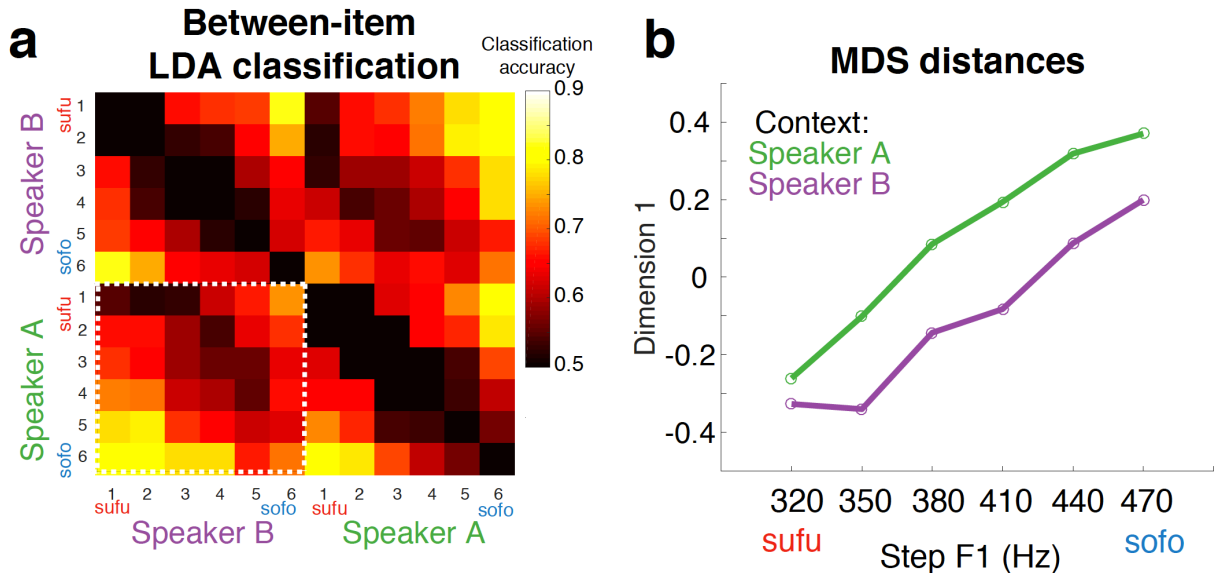 a
Between-item
LDA classification
Classification
accuracy
0.9
0.8
0.7
0.6
0.5
Speaker B
sufu
sofo
1
2
3
4
5
6
Speaker A
sufu
sofo
1
2
3
4
5
6
1 2 3 4 5 6 1 2 3 4 5 6
sufu sofo sufu sofo
Speaker B Speaker A
b
MDS distances
Context:
Speaker A
Speaker B
Dimension 1
0.4
0.2
0
-0.2
-0.4
320 350 380 410 440 470
sufu sofo
Step F1 (Hz)